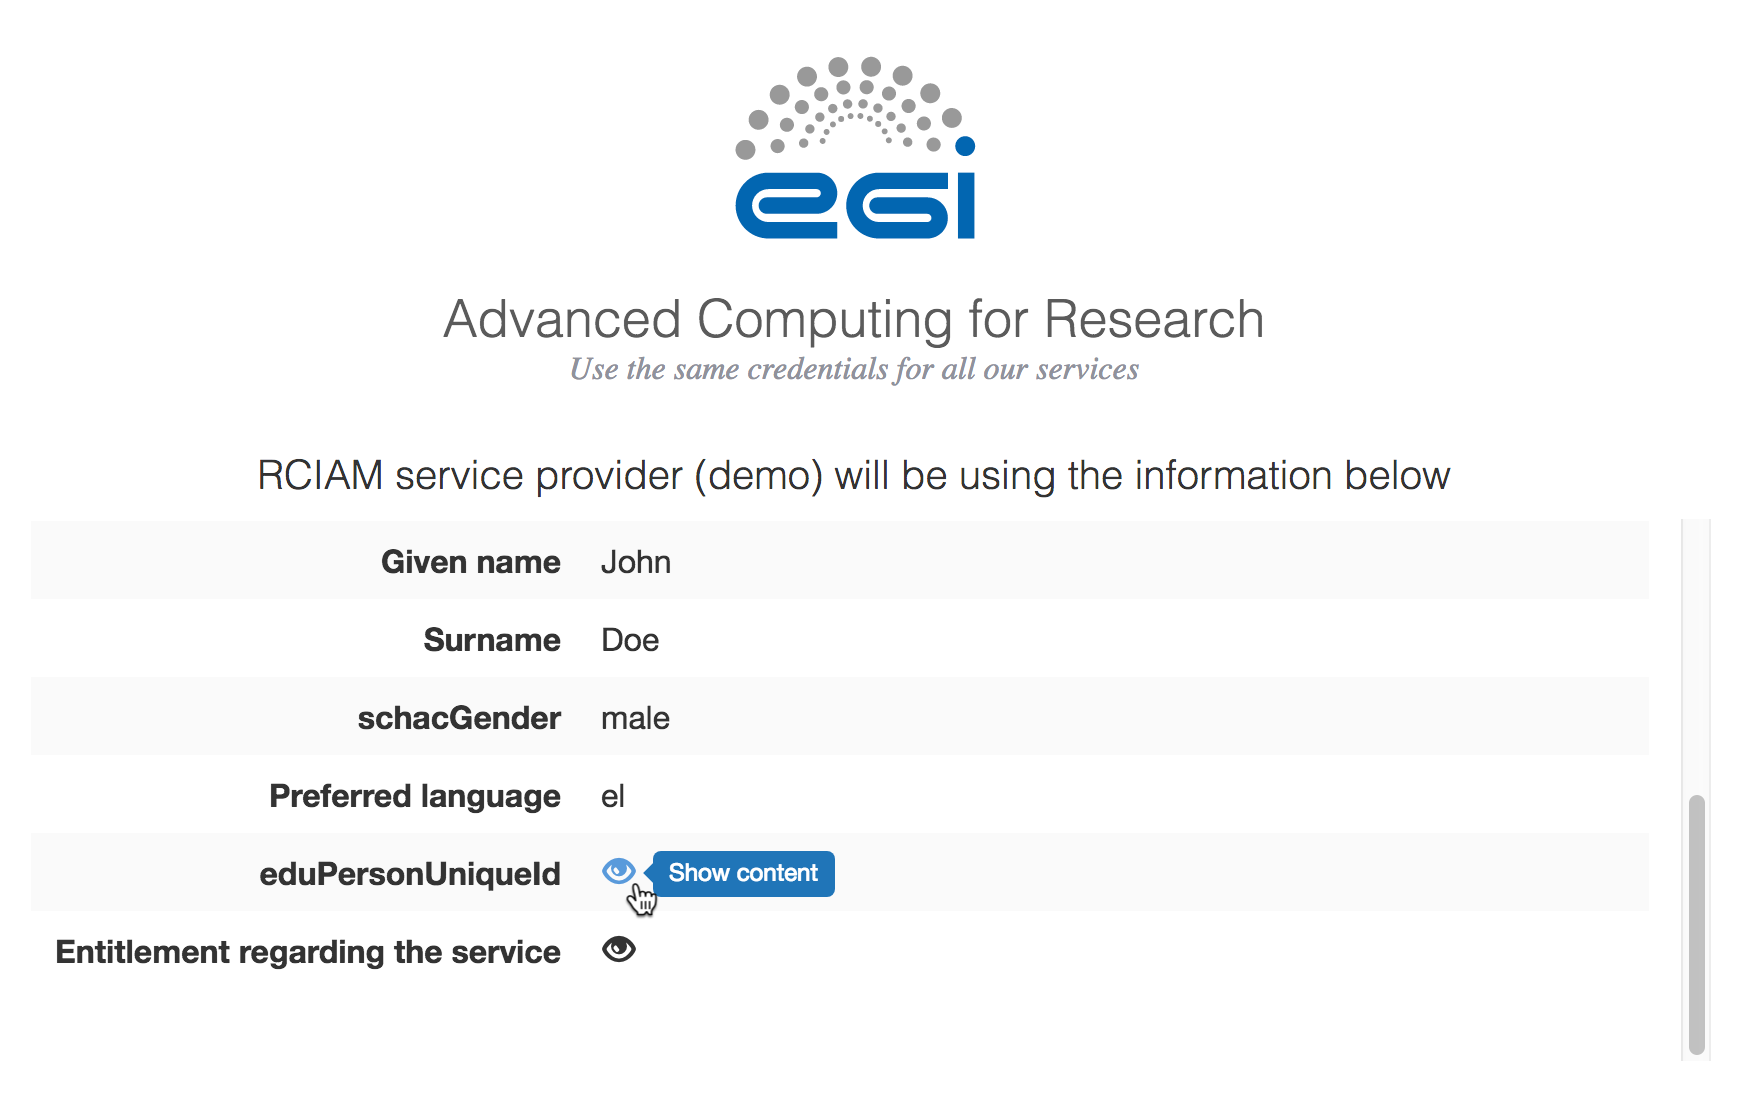 egi
Advanced Computing for Research
Use the same credentials for all our services
RCIAM service provider (demo) will be using the information below
Given name John
Surname Doe
schacGender male
Preferred language el
eduPersonUniqueId Show content
Entitlement regarding the service